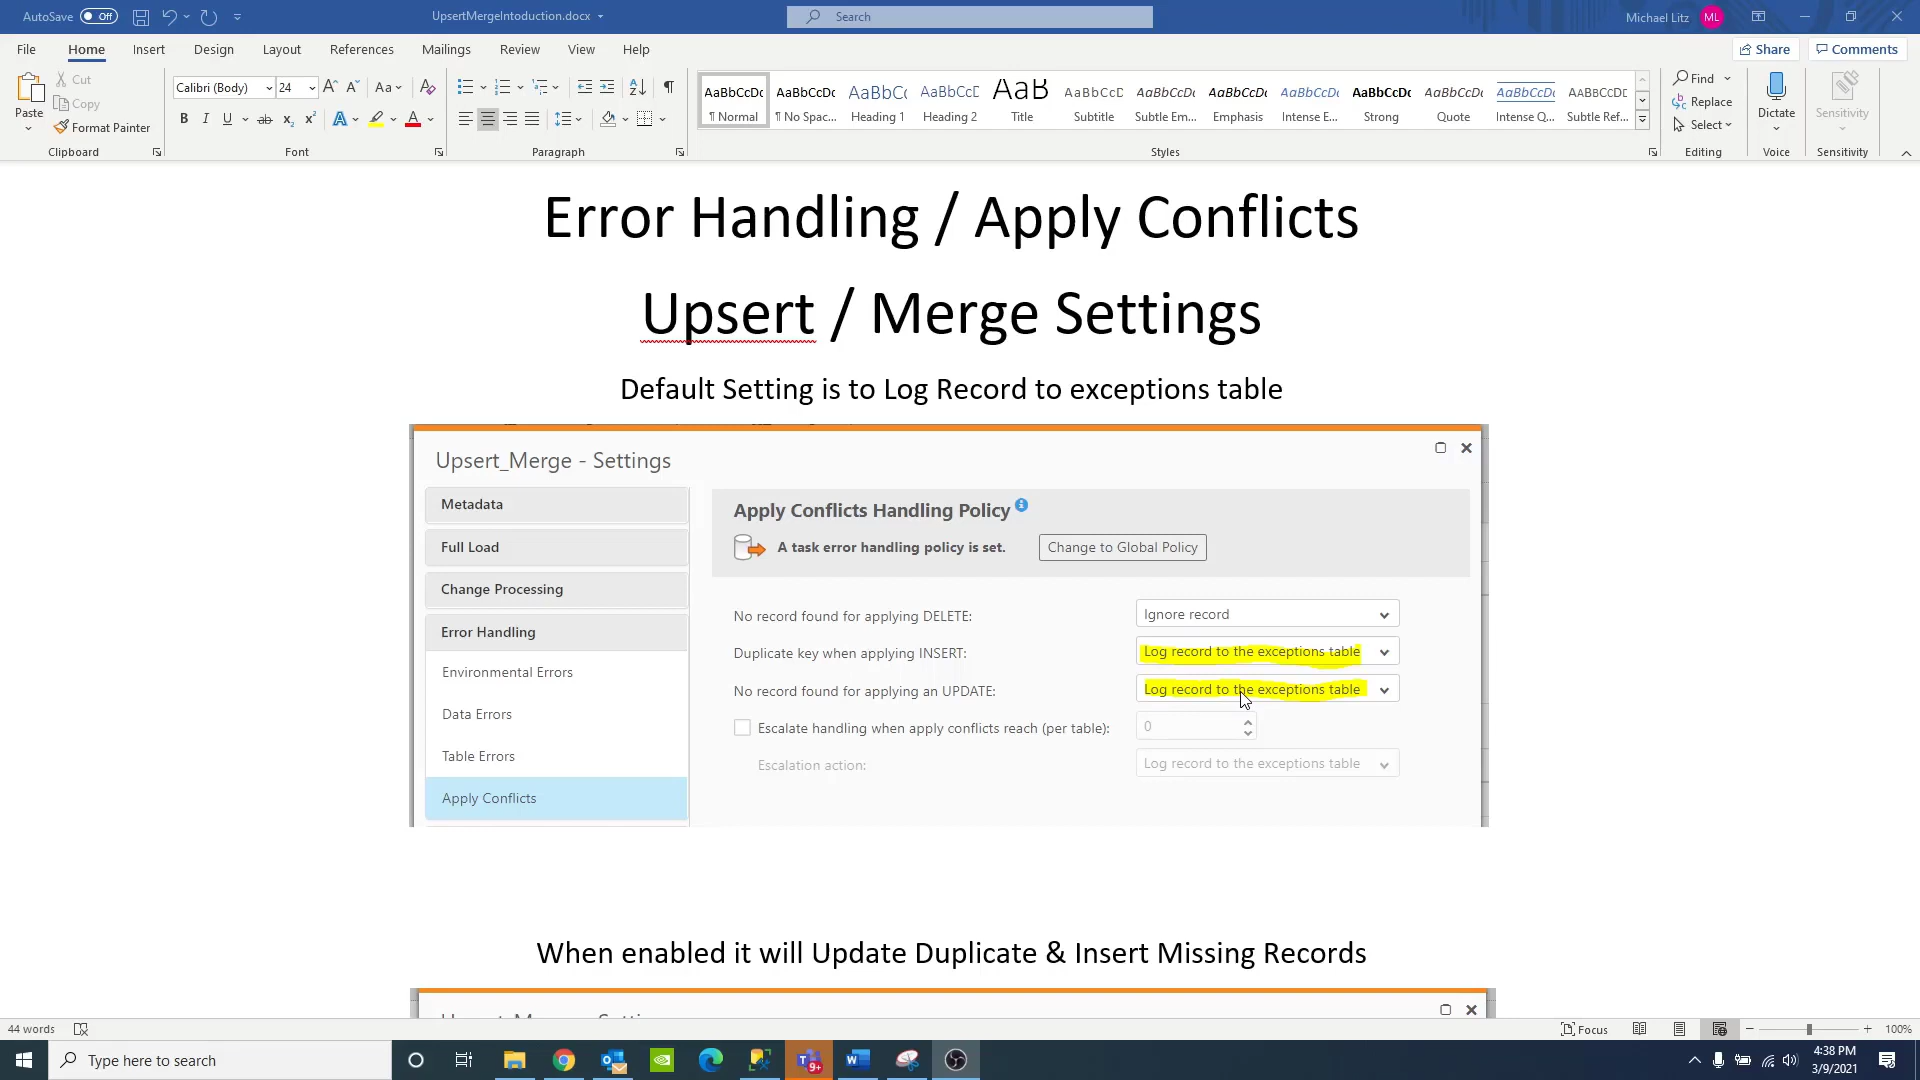 AutoSave Off
UpsertMergeIntoduction.docx
Search
Michael Litz ML
File Home Insert Design Layout References Mailings Review View Help
Share Comments
Paste
Cut
Copy
Format Painter
Clipboard
Calibri (Body) 24
Font
Paragraph
AaBbCcDc AaBbCcDc AaBbCc AaBbCcD AaB AaBbCcD AaBbCcDc AaBbCcDc AaBbCcDc AaBbCcDc AaBbCcDc AaBbCcDc AaBbCcDd
¶ Normal ¶ No Spac... Heading 1 Heading 2 Title Subtitle Subtle Em... Emphasis Intense E... Strong Quote Intense Q... Subtle Ref...
Styles
Find
Replace
Select
Editing
Dictate
Voice
Sensitivity
Sensitivity
Error Handling / Apply Conflicts
Upsert / Merge Settings
Default Setting is to Log Record to exceptions table
Upsert_Merge - Settings
Metadata
Full Load
Change Processing
Error Handling
Environmental Errors
Data Errors
Table Errors
Apply Conflicts
Apply Conflicts Handling Policy
A task error handling policy is set. Change to Global Policy
No record found for applying DELETE: Ignore record
Duplicate key when applying INSERT: Log record to the exceptions table
No record found for applying an UPDATE: Log record to the exceptions table
Escalate handling when apply conflicts reach (per table): 0
Escalation action: Log record to the exceptions table
When enabled it will Update Duplicate & Insert Missing Records
44 words
Focus
100%
Type here to search
9+
4:38 PM
3/9/2021